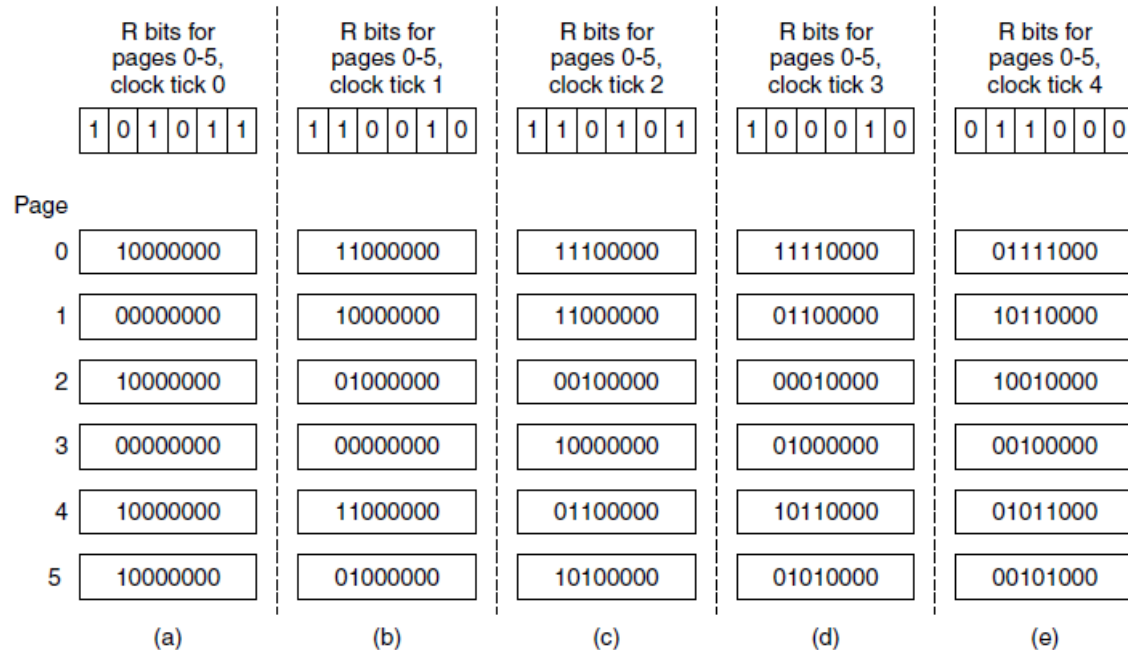 R bits for
pages 0-5,
clock tick 0
R bits for
pages 0-5,
clock tick 1
R bits for
pages 0-5,
clock tick 2
R bits for
pages 0-5,
clock tick 3
R bits for
pages 0-5,
clock tick 4
1 0 1 0 1 1
1 1 0 0 1 0
1 1 0 1 0 1
1 0 0 0 1 0
0 1 1 0 0 0
Page
0 10000000 11000000 11100000 11110000 01111000
1 00000000 10000000 11000000 01100000 10110000
2 10000000 01000000 00100000 00010000 10010000
3 00000000 00000000 10000000 01000000 00100000
4 10000000 11000000 01100000 10110000 01011000
5 10000000 01000000 10100000 01010000 00101000
(a) (b) (c) (d) (e)